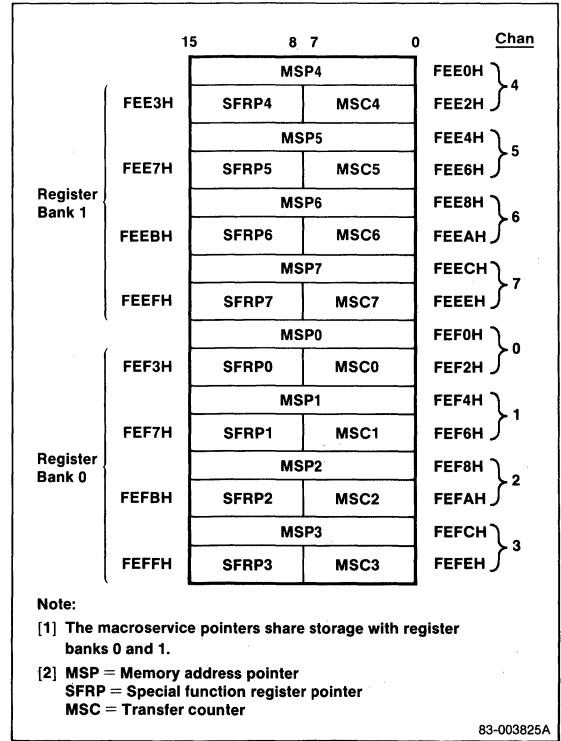 15 8 7 0 Chan
MSP4 FEE0H
4
FEE3H SFRP4 MSC4 FEE2H
MSP5 FEE4H
5
FEE7H SFRP5 MSC5 FEE6H
Register
Bank 1
MSP6 FEE8H
6
FEEBH SFRP6 MSC6 FEEAH
MSP7 FEECH
7
FEEFH SFRP7 MSC7 FEEEH
MSP0 FEF0H
0
FEF3H SFRP0 MSC0 FEF2H
MSP1 FEF4H
1
FEF7H SFRP1 MSC1 FEF6H
Register
Bank 0
MSP2 FEF8H
2
FEFBH SFRP2 MSC2 FEFAH
MSP3 FEFCH
3
FEFFH SFRP3 MSC3 FEFEH
Note:
[1] The macroservice pointers share storage with register
banks 0 and 1.
[2] MSP = Memory address pointer
SFRP = Special function register pointer
MSC = Transfer counter
83-003825A